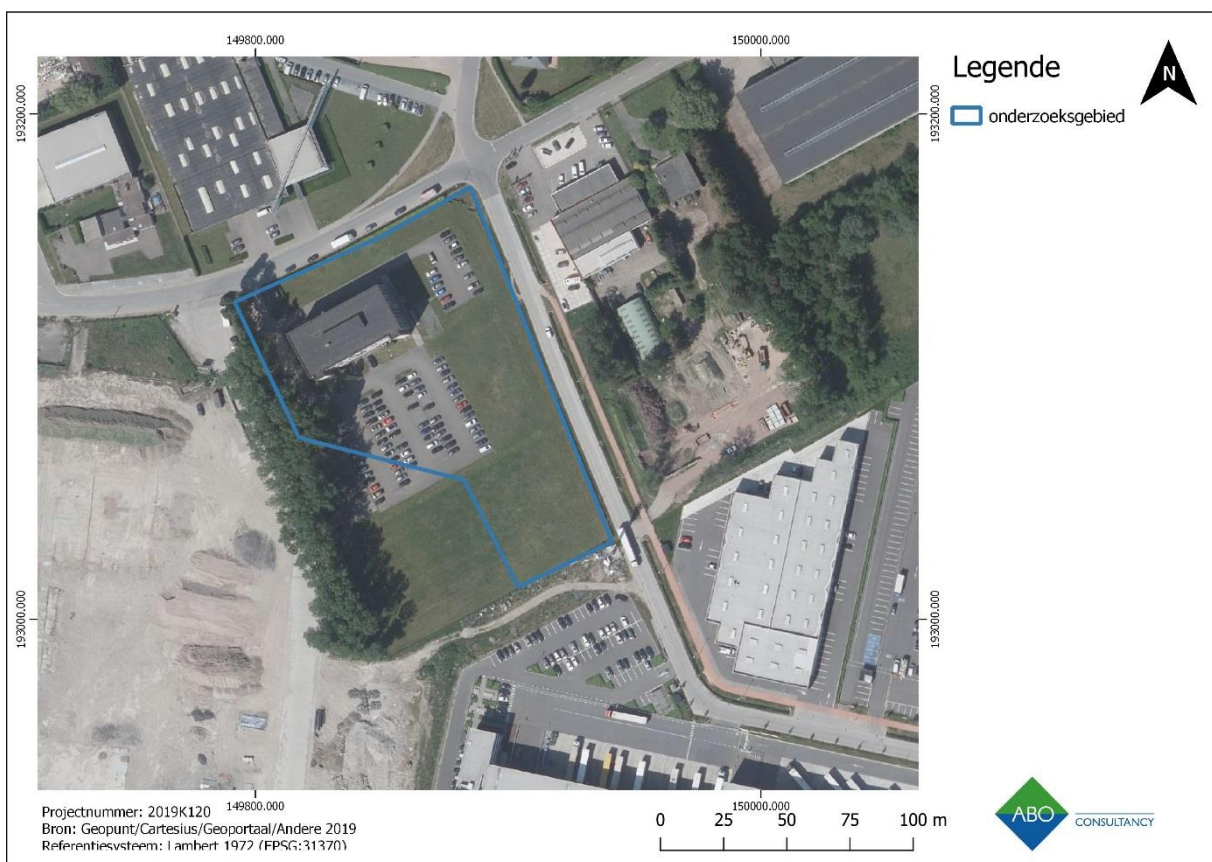 149800.000
150000.000
Legende
N
onderzoeksgebied
193200.000
193200.000
193000.000
193000.000
149800.000
150000.000
Projectnummer: 2019K120
Bron: Geopunt/Cartesius/Geoportaal/Andere 2019
Referentiesysteem: Lambert 1972 (EPSG:31370)
0 25 50 75 100 m
ABO CONSULTANCY